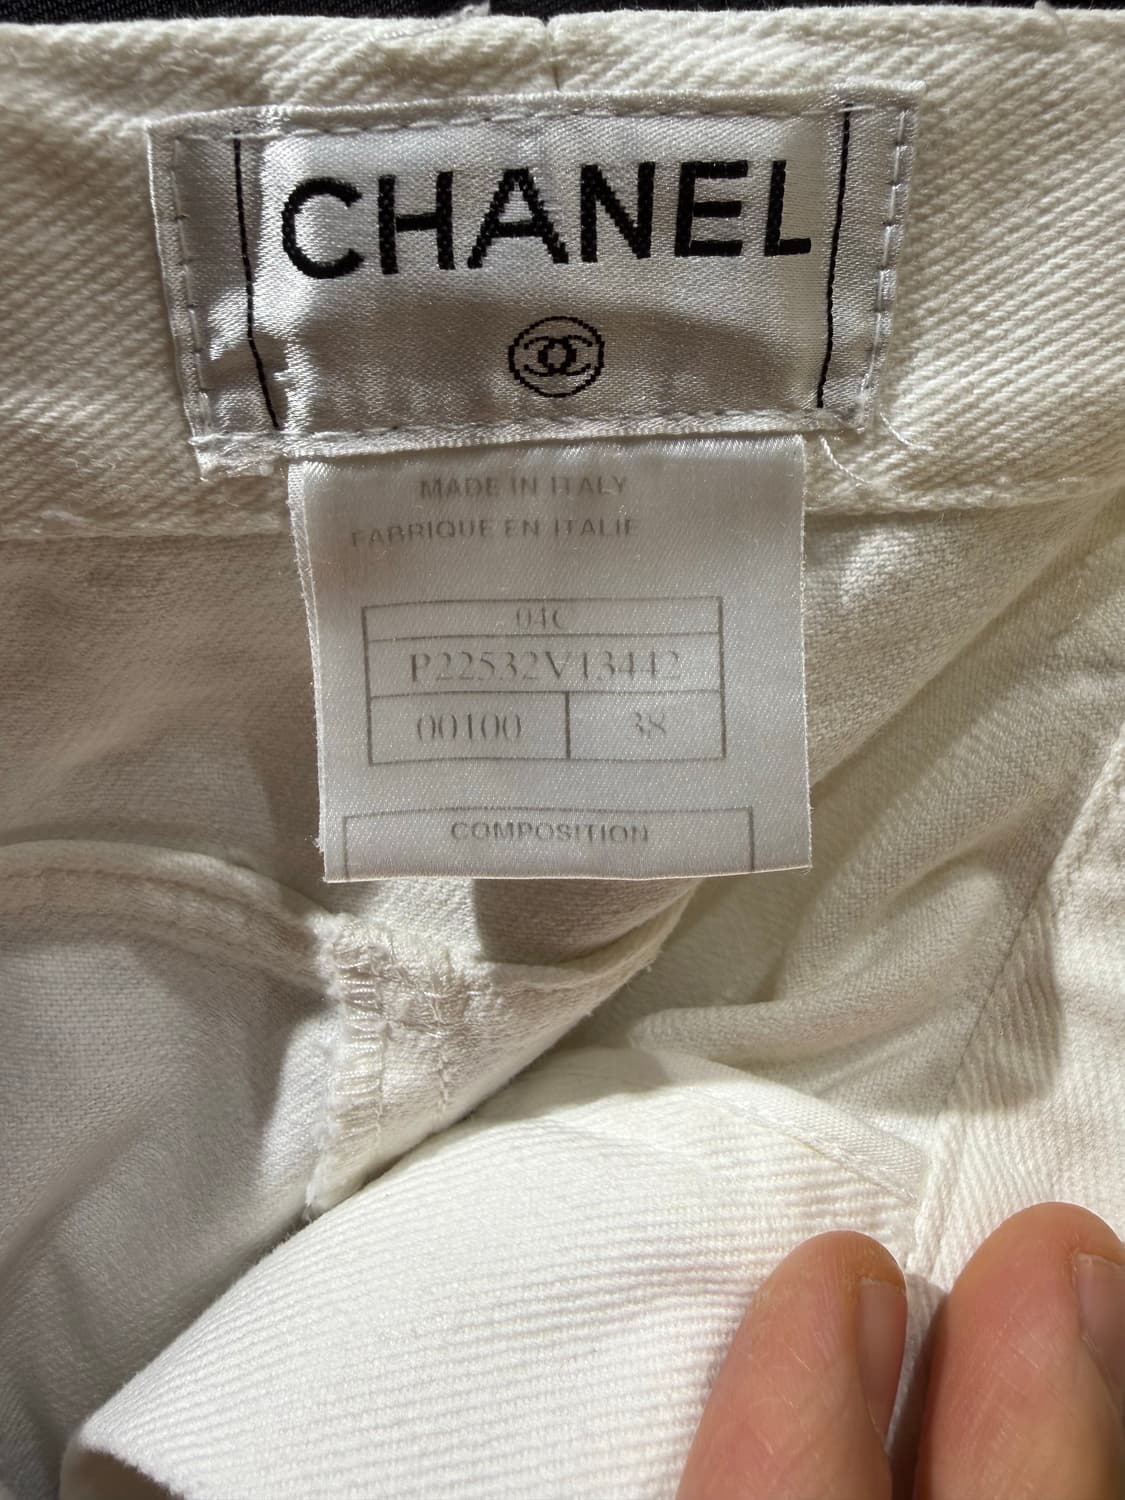 CHANEL
MADE IN ITALY
FABRIQUE EN ITALIE
04C
P22532V13442
00100 38
COMPOSITION